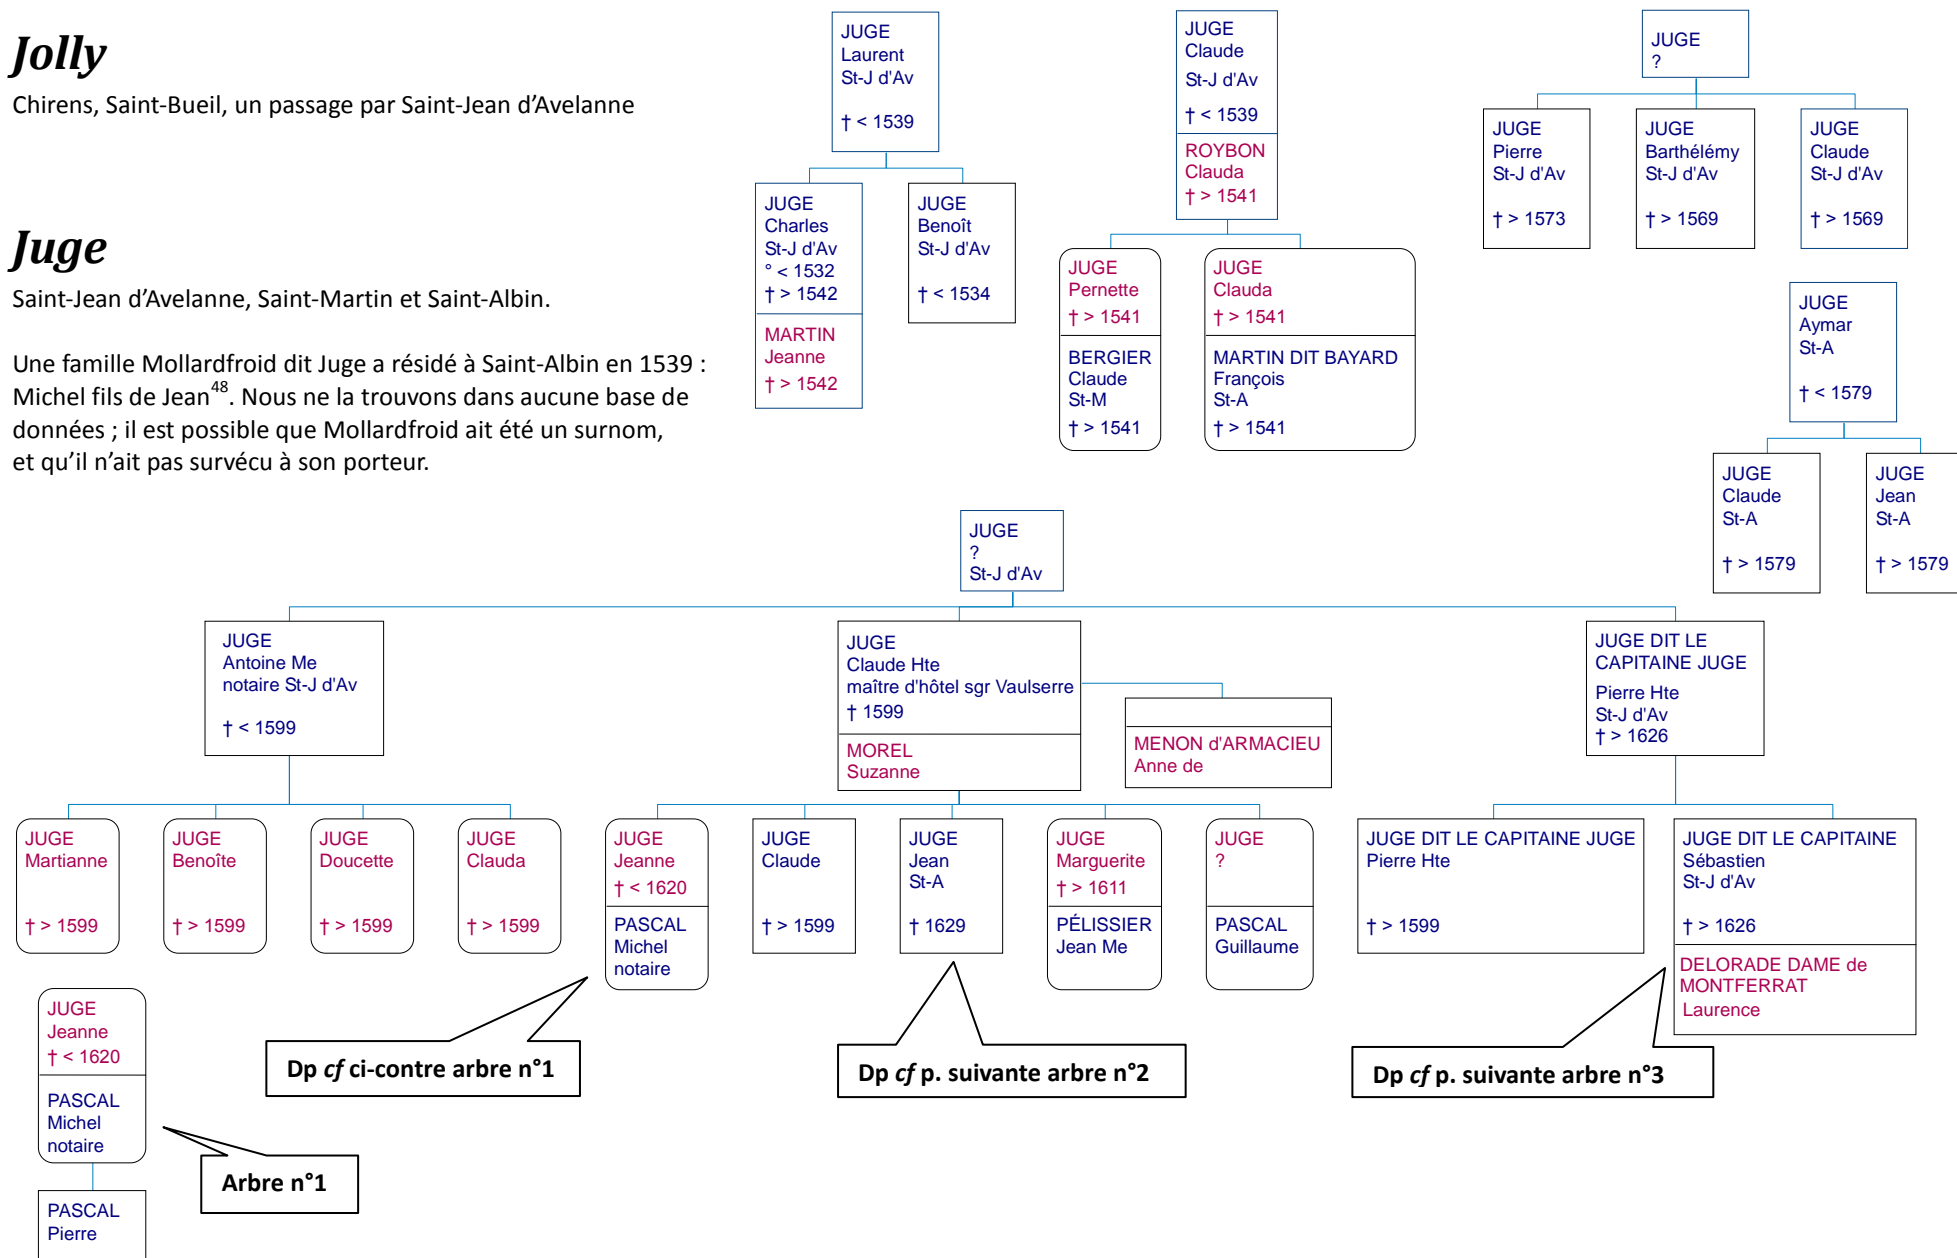 Jolly
Chirens, Saint-Bueil, un passage par Saint-Jean d'Avelanne
Juge
Saint-Jean d'Avelanne, Saint-Martin et Saint-Albin.
Une famille Mollardfroid dit Juge a résidé à Saint-Albin en 1539 :
Michel fils de Jean48. Nous ne la trouvons dans aucune base de
données ; il est possible que Mollardfroid ait été un surnom,
et qu'il n'ait pas survécu à son porteur.
JUGE
Laurent
St-J d'Av
† < 1539
JUGE
Charles
St-J d'Av
° < 1532
† > 1542
MARTIN
Jeanne
† > 1542
JUGE
Benoît
St-J d'Av
† < 1534
JUGE
Claude
St-J d'Av
† < 1539
ROYBON
Clauda
† > 1541
JUGE
Pernette
† > 1541
BERGIER
Claude
St-M
† > 1541
JUGE
Clauda
† > 1541
MARTIN DIT BAYARD
François
St-A
† > 1541
JUGE
?
JUGE
Pierre
St-J d'Av
† > 1573
JUGE
Barthélémy
St-J d'Av
† > 1569
JUGE
Claude
St-J d'Av
† > 1569
JUGE
Aymar
St-A
† < 1579
JUGE
Claude
St-A
† > 1579
JUGE
Jean
St-A
† > 1579
JUGE
?
St-J d'Av
JUGE
Antoine Me
notaire St-J d'Av
† < 1599
JUGE
Claude Hte
maître d'hôtel sgr Vaulserre
† 1599
MOREL
Suzanne
MENON d'ARMACIEU
Anne de
JUGE DIT LE
CAPITAINE JUGE
Pierre Hte
St-J d'Av
† > 1626
JUGE
Martianne
† > 1599
JUGE
Benoîte
† > 1599
JUGE
Doucette
† > 1599
JUGE
Clauda
† > 1599
JUGE
Jeanne
† < 1620
PASCAL
Michel
notaire
JUGE
Claude
† > 1599
JUGE
Jean
St-A
† 1629
JUGE
Marguerite
† > 1611
PÉLISSIER
Jean Me
JUGE
?
PASCAL
Guillaume
JUGE DIT LE CAPITAINE JUGE
Pierre Hte
† > 1599
JUGE DIT LE CAPITAINE
Sébastien
St-J d'Av
† > 1626
DELORADE DAME de
MONTFERRAT
Laurence
Dp cf ci-contre arbre n°1
Dp cf p. suivante arbre n°2
Dp cf p. suivante arbre n°3
JUGE
Jeanne
† < 1620
PASCAL
Michel
notaire
Arbre n°1
PASCAL
Pierre